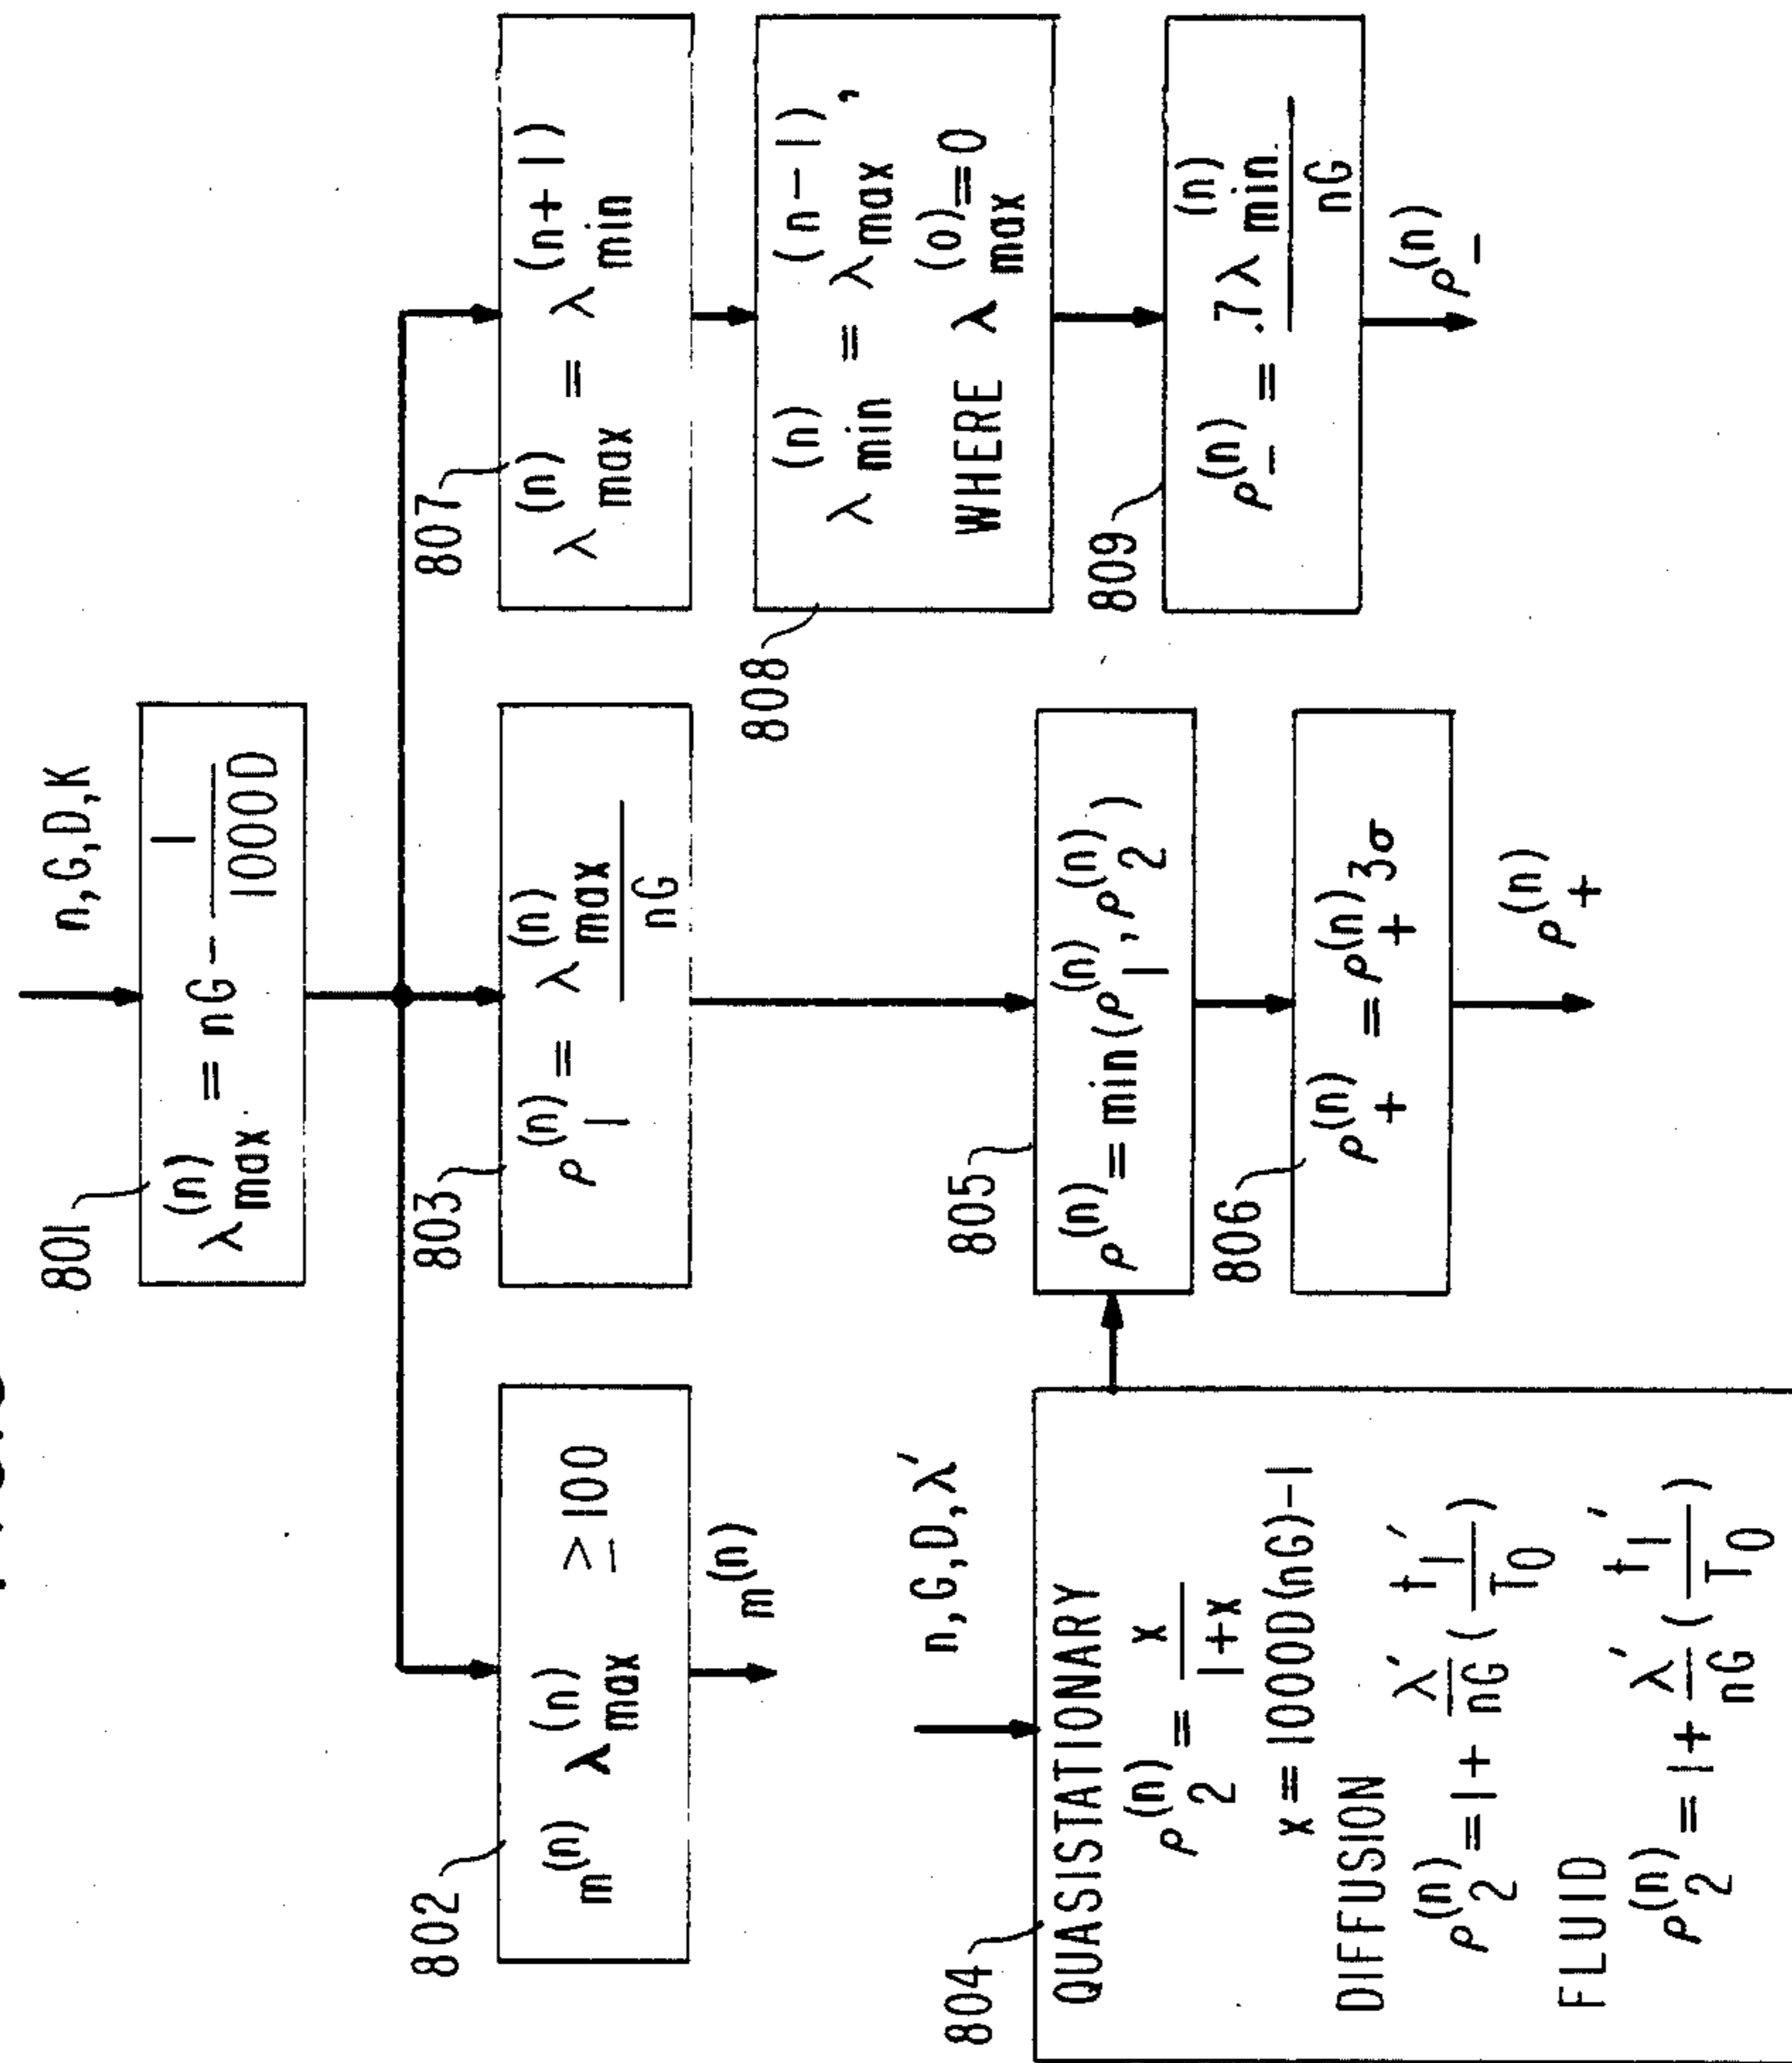 n,G,D,K
801
λ(n)max = nG - 1/1000D
802
m(n) λ(n)max ≥ 100
m(n)
803
ρ(n)1 = λ(n)max/nG
807
λ(n)max = λ(n+1)min
808
λ(n)min = λ(n-1)max,
WHERE λ(0)max = 0
809
ρ(n)- = .7λ(n)min/nG
ρ(n)-
n,G,D,λ'
804
QUASISTATIONARY
ρ(n)2 = x/1+x
x = 1000D(nG)-1
DIFFUSION
ρ(n)2 = 1 + λ'/nG (t1'/T0)
FLUID
ρ(n)2 = 1 + λ'/nG (t1'/T0)
805
ρ(n) = min(ρ(n)1, ρ(n)2)
806
ρ(n)+ = ρ(n)+ 3σ
ρ(n)+